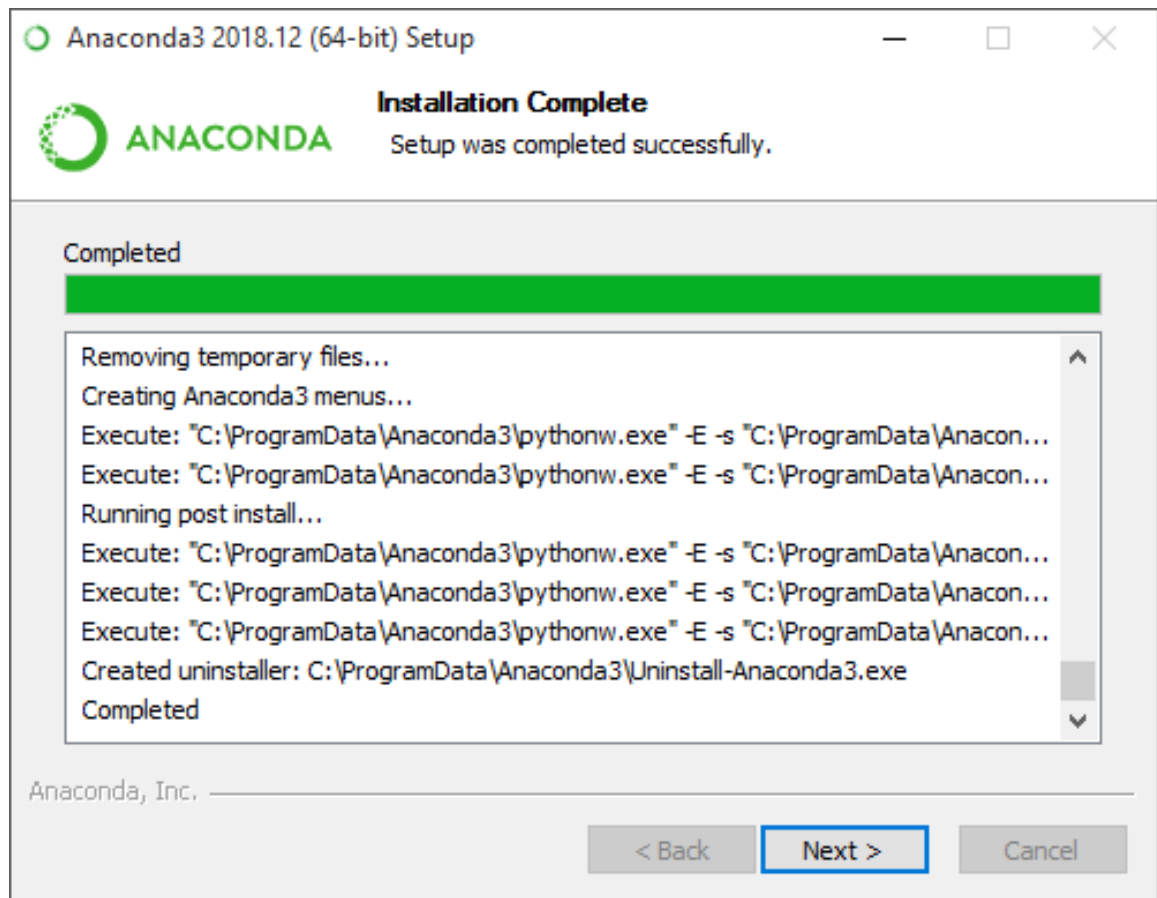 Anaconda3 2018.12 (64-bit) Setup
ANACONDA
Installation Complete
Setup was completed successfully.
Completed
Removing temporary files...
Creating Anaconda3 menus...
Execute: "C:\ProgramData\Anaconda3\pythonw.exe" -E -s "C:\ProgramData\Anacon...
Execute: "C:\ProgramData\Anaconda3\pythonw.exe" -E -s "C:\ProgramData\Anacon...
Running post install...
Execute: "C:\ProgramData\Anaconda3\pythonw.exe" -E -s "C:\ProgramData\Anacon...
Execute: "C:\ProgramData\Anaconda3\pythonw.exe" -E -s "C:\ProgramData\Anacon...
Execute: "C:\ProgramData\Anaconda3\pythonw.exe" -E -s "C:\ProgramData\Anacon...
Created uninstaller: C:\ProgramData\Anaconda3\Uninstall-Anaconda3.exe
Completed
Anaconda, Inc.
< Back Next > Cancel